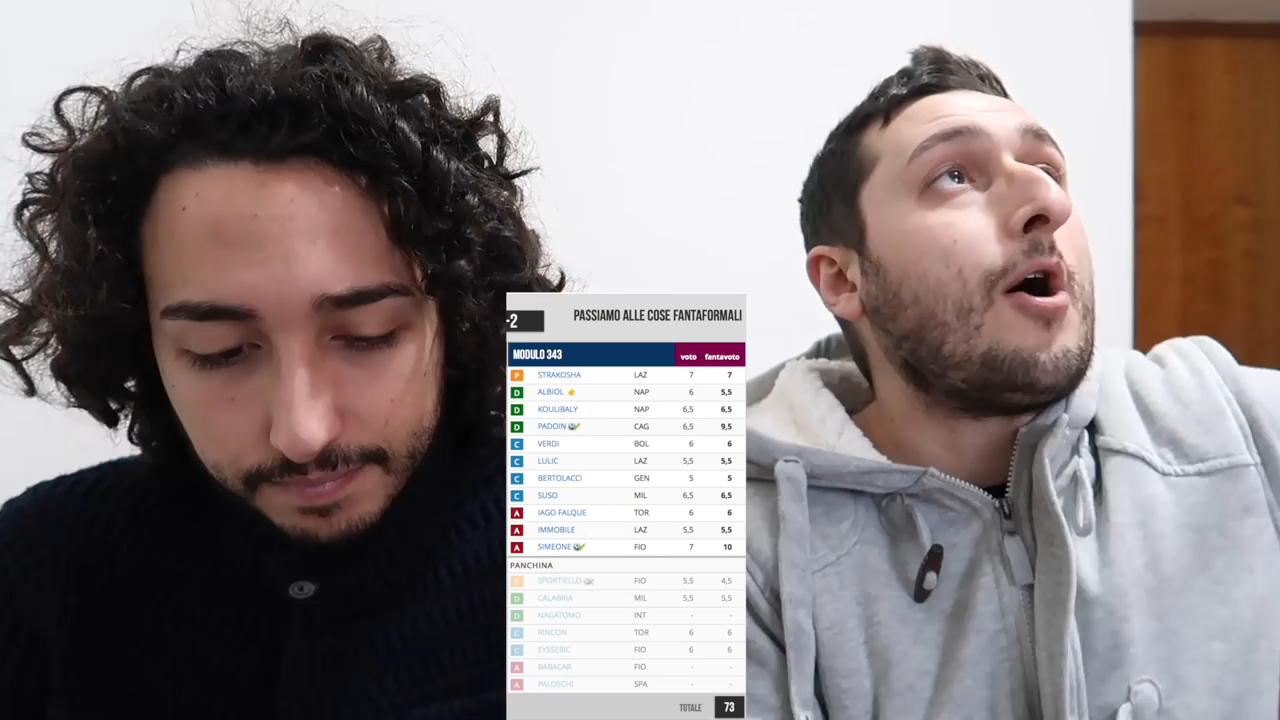 -2 PASSIAMO ALLE COSE FANTAFORMALI
MODULO 343 voto fantavoto
P STRAKOSHA LAZ 7 7
D ALBIOL NAP 6 5,5
D KOULIBALY NAP 6,5 6,5
D PADOIN CAG 6,5 9,5
C VERDI BOL 6 6
C LULIC LAZ 5,5 5,5
C BERTOLACCI GEN 5 5
C SUSO MIL 6,5 6,5
A IAGO FALQUE TOR 6 6
A IMMOBILE LAZ 5,5 5,5
A SIMEONE FIO 7 10
PANCHINA
P SPORTIELLO FIO 5,5 4,5
D CALABRIA MIL 5,5 5,5
D NAGATOMO INT - -
C RINCON TOR 6 6
C EYSSERIC FIO 6 6
A BABACAR FIO - -
A PALOSCHI SPA - -
TOTALE 73